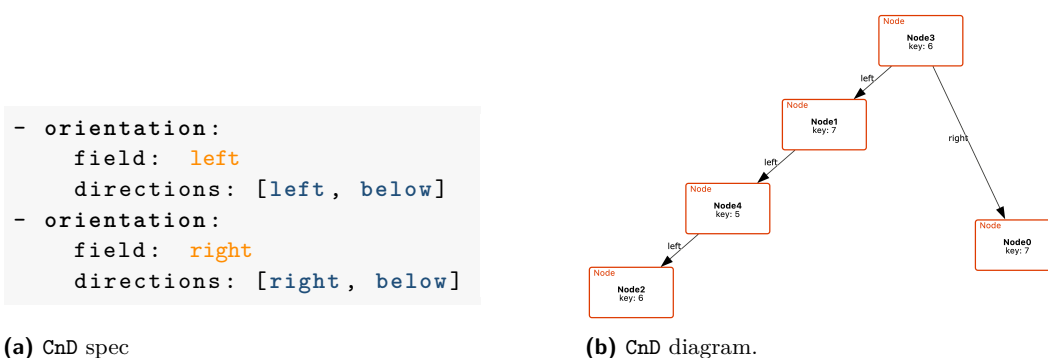 - orientation:
field: left
directions: [left, below]
- orientation:
field: right
directions: [right, below]
(a) CnD spec
Node
Node3
key: 6
left
Node
Node1
key: 7
right
left
Node
Node4
key: 5
Node
Node0
key: 7
left
Node
Node2
key: 6
(b) CnD diagram.